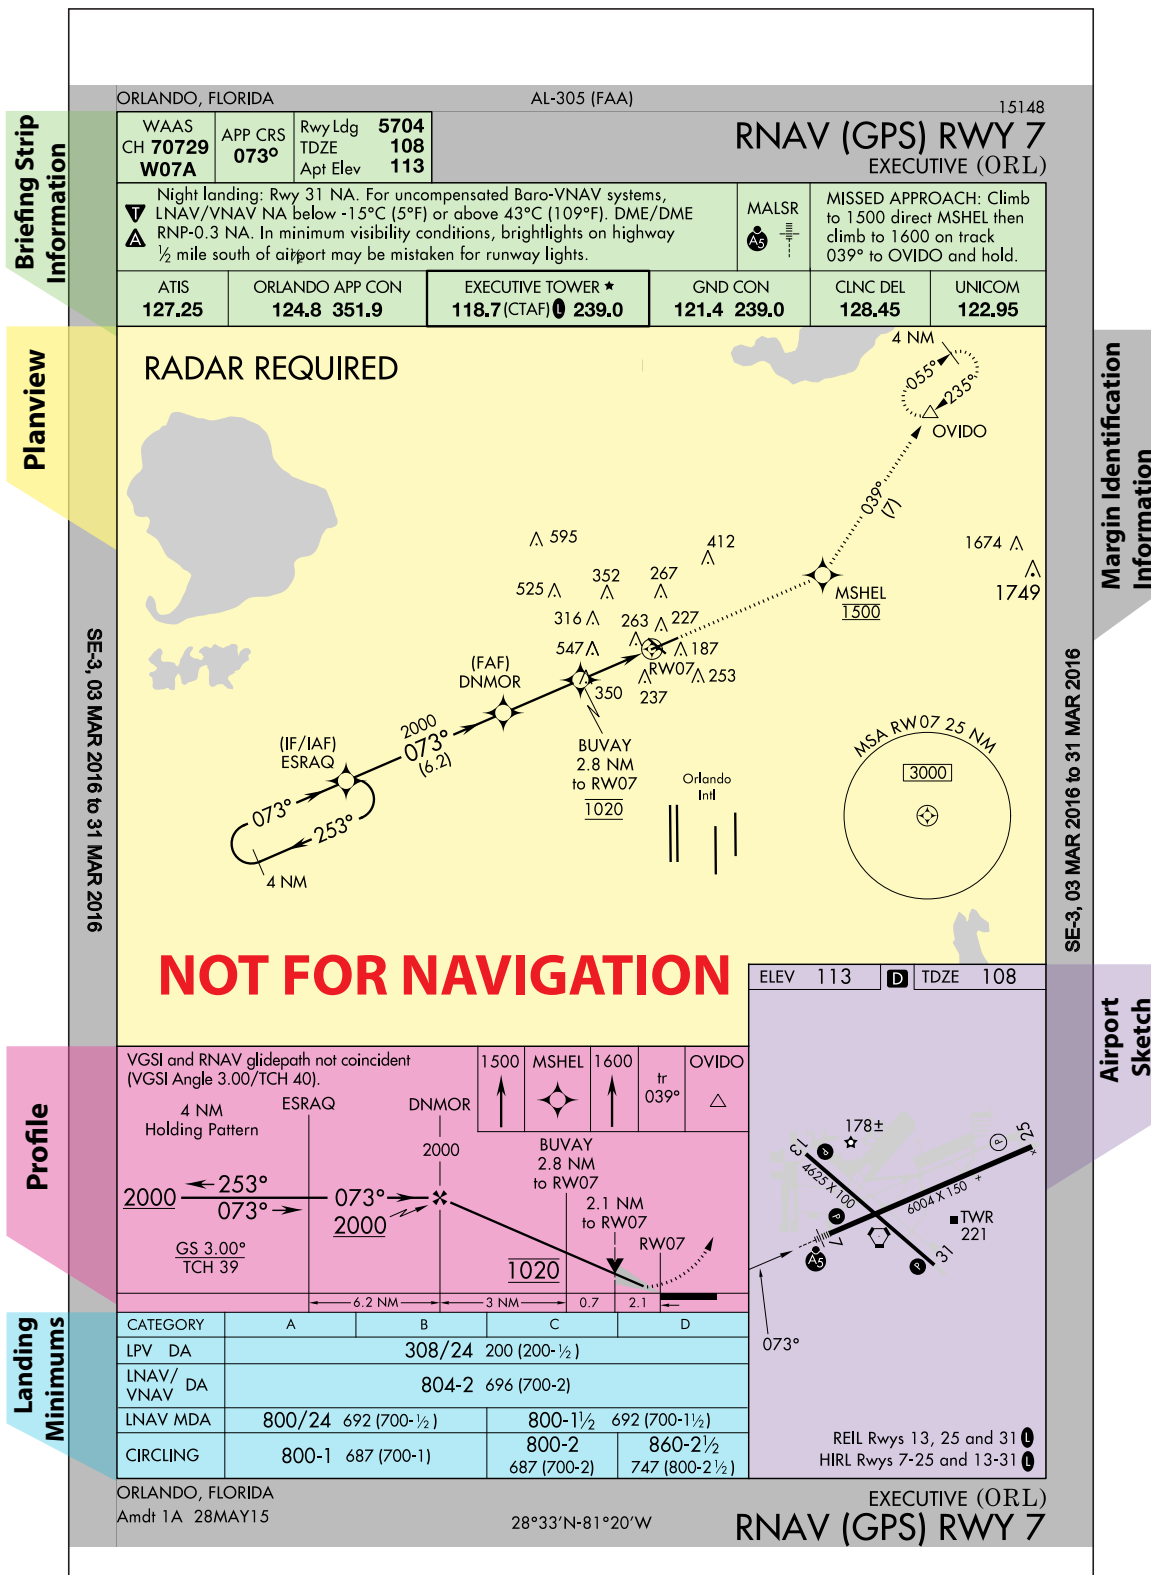 ORLANDO, FLORIDA
AL-305 (FAA)
15148
RNAV (GPS) RWY 7
EXECUTIVE (ORL)
Briefing Strip
Information
WAAS
CH 70729
W07A
APP CRS
073°
Rwy Ldg 5704
TDZE 108
Apt Elev 113
T
A
Night landing: Rwy 31 NA. For uncompensated Baro-VNAV systems,
LNAV/VNAV NA below -15°C (5°F) or above 43°C (109°F). DME/DME
RNP-0.3 NA. In minimum visibility conditions, brightlights on highway
½ mile south of airport may be mistaken for runway lights.
MALSR
A5
MISSED APPROACH: Climb
to 1500 direct MSHEL then
climb to 1600 on track
039° to OVIDO and hold.
ATIS
127.25
ORLANDO APP CON
124.8 351.9
EXECUTIVE TOWER ★
118.7 (CTAF) L 239.0
GND CON
121.4 239.0
CLNC DEL
128.45
UNICOM
122.95
Planview
RADAR REQUIRED
4 NM
055°
235°
OVIDO
039°
(7)
Margin Identification
Information
595
412
1674
1749
525
352
267
MSHEL
1500
316
263
227
547
187
RW07
253
350
237
(FAF)
DNMOR
2000
073°
(6.2)
(IF/IAF)
ESRAQ
073°
253°
4 NM
BUVAY
2.8 NM
to RW07
1020
Orlando
Intl
MSA RW07 25 NM
3000
SE-3, 03 MAR 2016 to 31 MAR 2016
SE-3, 03 MAR 2016 to 31 MAR 2016
NOT FOR NAVIGATION
ELEV 113
D
TDZE 108
Airport
Sketch
178±
P
P
P
P
13
25
4625 X 100
6004 X 150
TWR
221
A5
7
31
073°
REIL Rwys 13, 25 and 31 L
HIRL Rwys 7-25 and 13-31 L
Profile
VGSI and RNAV glidepath not coincident
(VGSI Angle 3.00/TCH 40).
1500
MSHEL
1600
tr
039°
OVIDO
4 NM
Holding Pattern
ESRAQ
DNMOR
2000
BUVAY
2.8 NM
to RW07
2.1 NM
to RW07
RW07
2000
253°
073°
073°
2000
GS 3.00°
TCH 39
1020
6.2 NM
3 NM
0.7
2.1
Landing
Minimums
CATEGORY A B C D
LPV DA 308/24 200 (200-½)
LNAV/
VNAV DA 804-2 696 (700-2)
LNAV MDA 800/24 692 (700-½) 800-1½ 692 (700-1½)
CIRCLING 800-1 687 (700-1)
800-2
687 (700-2)
860-2½
747 (800-2½)
ORLANDO, FLORIDA
Amdt 1A 28MAY15
28°33'N-81°20'W
EXECUTIVE (ORL)
RNAV (GPS) RWY 7